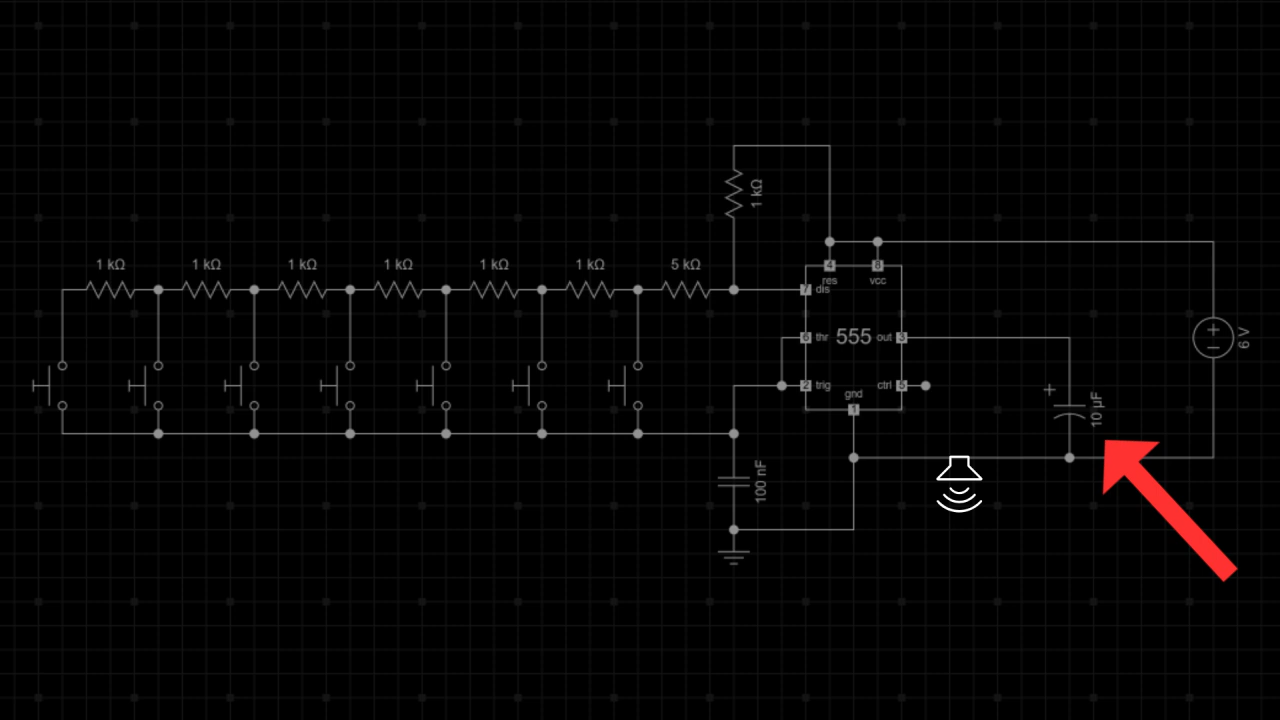 1 kΩ
1 kΩ 1 kΩ 1 kΩ 1 kΩ 1 kΩ 1 kΩ 5 kΩ
4 8
res vcc
7 dis
6 thr 555 out 3
+
−
6 V
2 trig ctrl 5
gnd
1
+
10 µF
100 nF